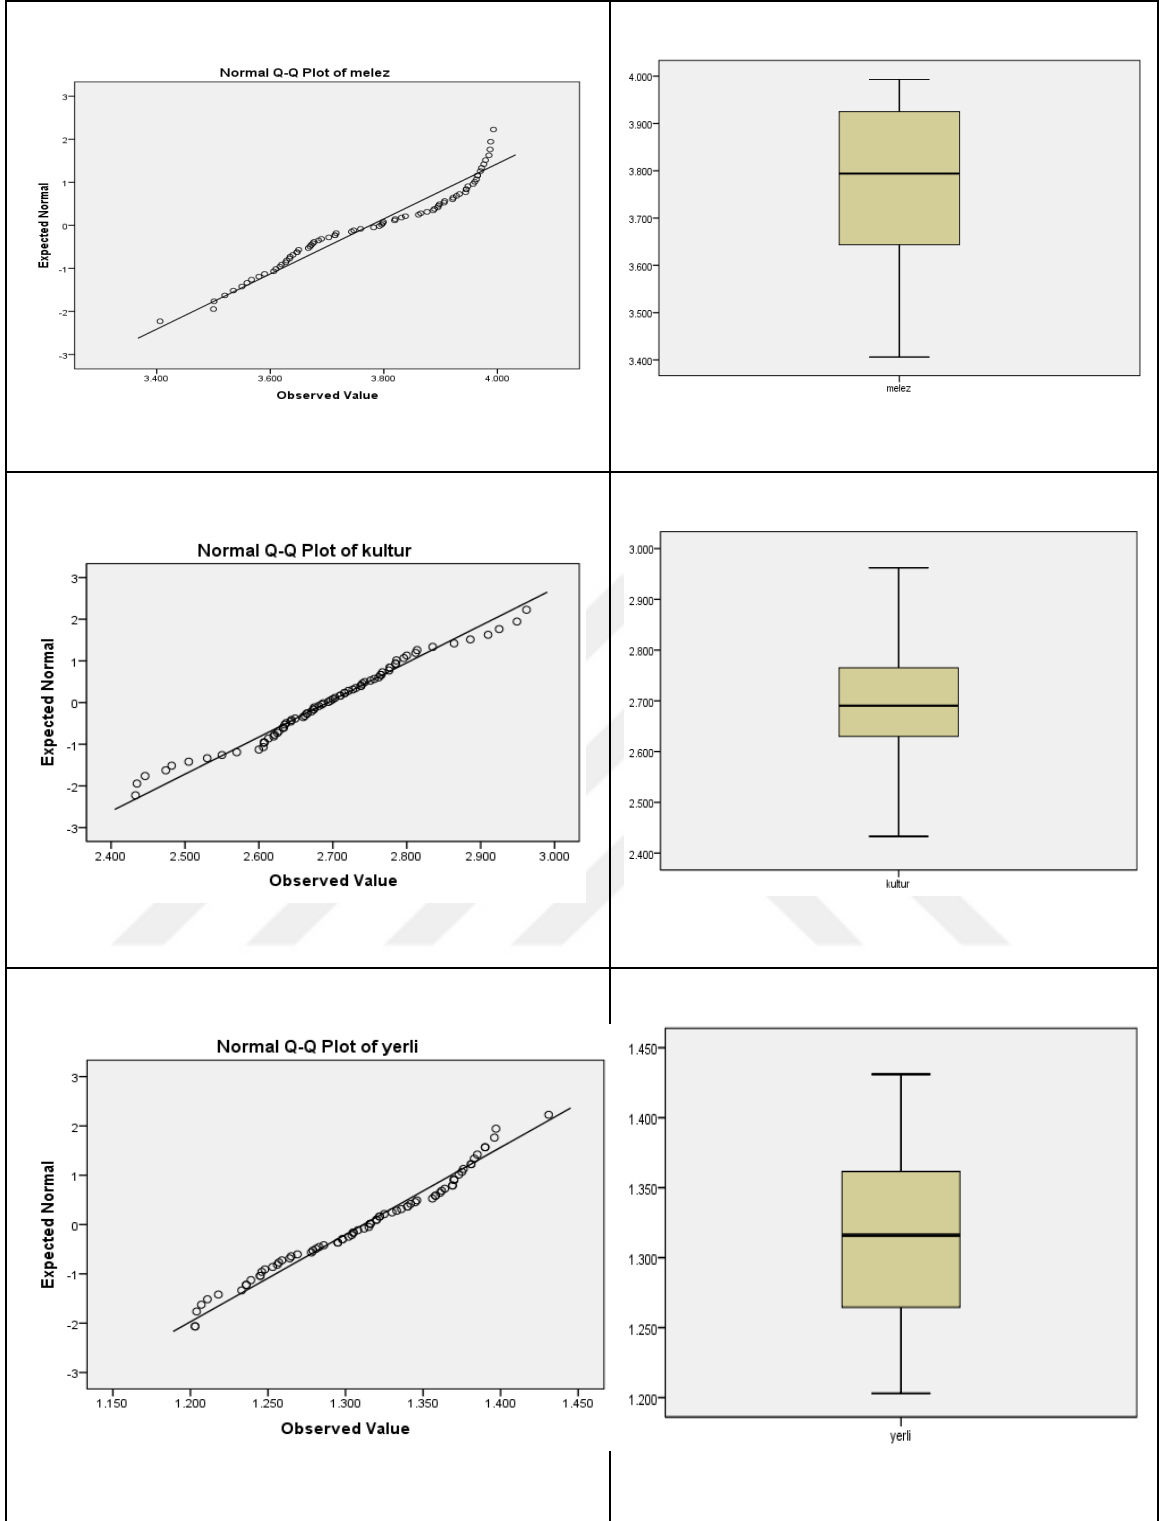 Normal Q-Q Plot of melez
3
2
1
0
-1
-2
-3
Expected Normal
3.400 3.600 3.800 4.000
Observed Value
4.000
3.900
3.800
3.700
3.600
3.500
3.400
melez
Normal Q-Q Plot of kultur
3
2
1
0
-1
-2
-3
Expected Normal
2.400 2.500 2.600 2.700 2.800 2.900 3.000
Observed Value
3.000
2.900
2.800
2.700
2.600
2.500
2.400
kultur
Normal Q-Q Plot of yerli
3
2
1
0
-1
-2
-3
Expected Normal
1.150 1.200 1.250 1.300 1.350 1.400 1.450
Observed Value
1.450
1.400
1.350
1.300
1.250
1.200
yerli